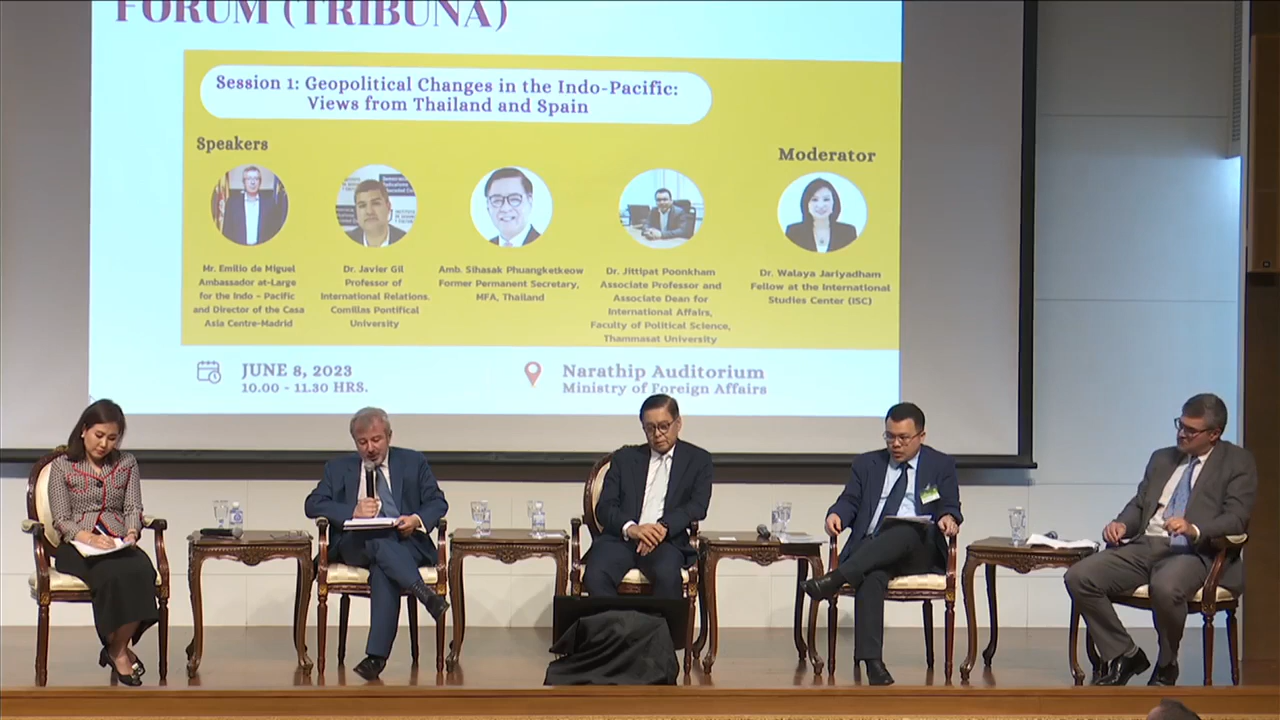 FORUM (TRIBUNA)
Session 1: Geopolitical Changes in the Indo-Pacific:
Views from Thailand and Spain
Speakers
Moderator
Mr. Emilio de Miguel
Ambassador at-Large
for the Indo - Pacific
and Director of the Casa
Asia Centre-Madrid
Dr. Javier Gil
Professor of
International Relations.
Comillas Pontifical
University
Amb. Sihasak Phuangketkeow
Former Permanent Secretary,
MFA, Thailand
Dr. Jittipat Poonkham
Associate Professor and
Associate Dean for
International Affairs,
Faculty of Political Science,
Thammasat University
Dr. Walaya Jariyadham
Fellow at the International
Studies Center (ISC)
JUNE 8, 2023
10.00 - 11.30 HRS.
Narathip Auditorium
Ministry of Foreign Affairs